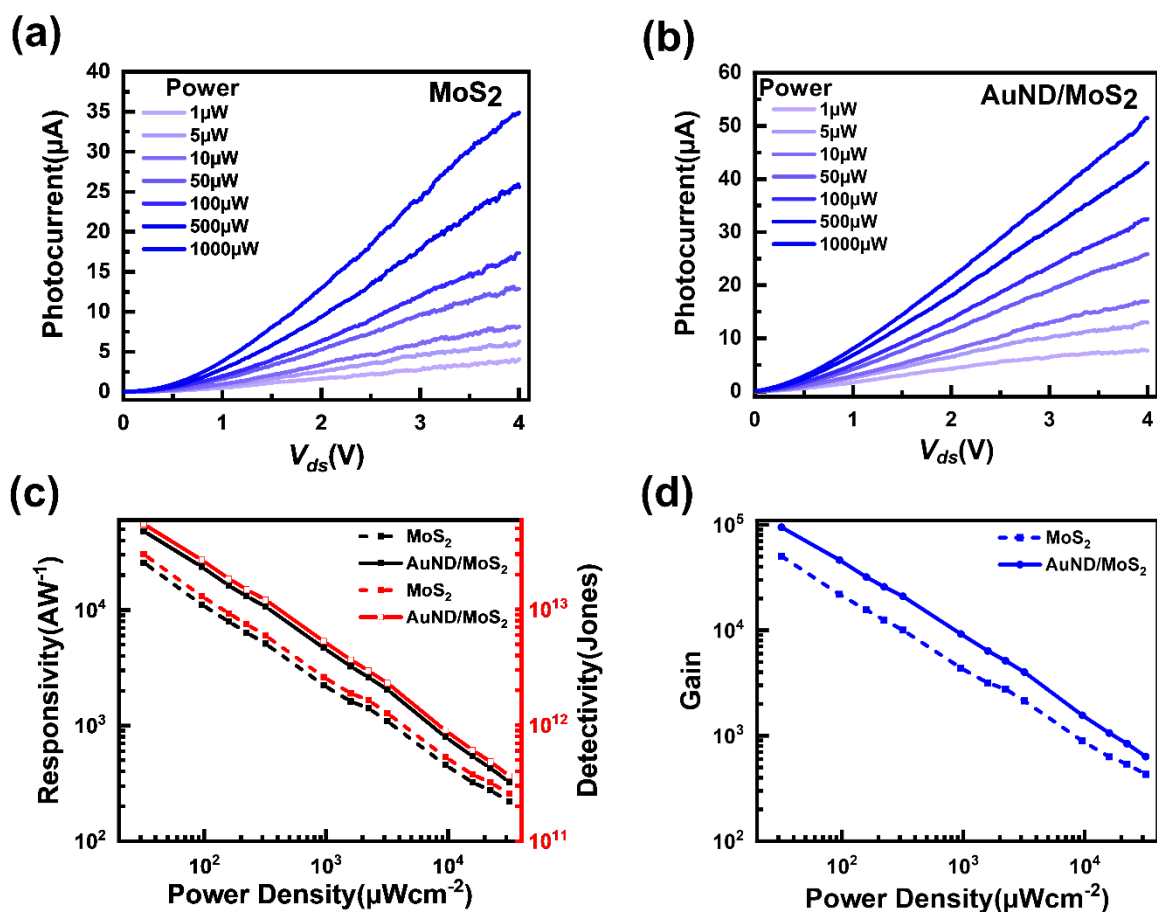 (a)
Power
1μW
5μW
10μW
50μW
100μW
500μW
1000μW
MoS2
Photocurrent(μA)
40
35
30
25
20
15
10
5
0
0 1 2 3 4
Vds(V)
(b)
Power
1μW
5μW
10μW
50μW
100μW
500μW
1000μW
AuND/MoS2
Photocurrent(μA)
60
50
40
30
20
10
0
0 1 2 3 4
Vds(V)
(c)
MoS2
AuND/MoS2
MoS2
AuND/MoS2
Responsivity(AW-1)
10^4
10^3
10^2
Detectivity(Jones)
10^13
10^12
10^11
10^2 10^3 10^4
Power Density(μWcm-2)
(d)
MoS2
AuND/MoS2
Gain
10^5
10^4
10^3
10^2
10^2 10^3 10^4
Power Density(μWcm-2)